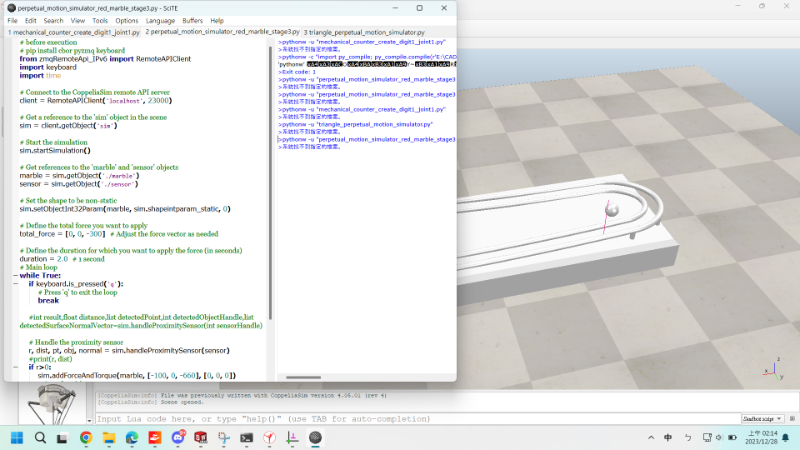 perpetual_motion_simulator_red_marble_stage3.py - SciTE
File Edit Search View Tools Options Language Buffers Help
1 mechanical_counter_create_digit1_joint1.py 2 perpetual_motion_simulator_red_marble_stage3.py 3 triangle_perpetual_motion_simulator.py
# before execution
# pip install cbor pyzmq keyboard
from zmqRemoteApi_IPv6 import RemoteAPIClient
import keyboard
import time
# Connect to the CoppeliaSim remote API server
client = RemoteAPIClient('localhost', 23000)
# Get a reference to the 'sim' object in the scene
sim = client.getObject('sim')
# Start the simulation
sim.startSimulation()
# Get references to the 'marble' and 'sensor' objects
marble = sim.getObject('./marble')
sensor = sim.getObject('./sensor')
# Set the shape to be non-static
sim.setObjectInt32Param(marble, sim.shapeintparam_static, 0)
# Define the total force you want to apply
total_force = [0, 0, -300] # Adjust the force vector as needed
# Define the duration for which you want to apply the force (in seconds)
duration = 2.0 # 1 second
# Main loop
while True:
if keyboard.is_pressed('q'):
# Press 'q' to exit the loop
break
#int result,float distance,list detectedPoint,int detectedObjectHandle,list
detectedSurfaceNormalVector=sim.handleProximitySensor(int sensorHandle)
# Handle the proximity sensor
r, dist, pt, obj, normal = sim.handleProximitySensor(sensor)
#print(r, dist)
if r>0:
sim.addForceAndTorque(marble, [-100, 0, -660], [0, 0, 0])
>pythonw -u "mechanical_counter_create_digit1_joint1.py"
>系統找不到指定的檔案。
>pythonw -c "import py_compile; py_compile.compile(r'E:\CAD
'pythonw'
>Exit code: 1
>pythonw -u "perpetual_motion_simulator_red_marble_stage3
>系統找不到指定的檔案。
>pythonw -u "perpetual_motion_simulator_red_marble_stage3
>系統找不到指定的檔案。
>pythonw -u "mechanical_counter_create_digit1_joint1.py"
>系統找不到指定的檔案。
>pythonw -u "triangle_perpetual_motion_simulator.py"
>系統找不到指定的檔案。
>pythonw -u "perpetual_motion_simulator_red_marble_stage3
>系統找不到指定的檔案。
z
x
y
[CoppeliaSim:info] File was previously written with CoppeliaSim version 4.06.01 (rev 4)
[CoppeliaSim:info] Scene opened.
Input Lua code here, or type "help()" (use TAB for auto-completion)
Sandbox script
中
ㄅ
上午 02:14
2023/12/28